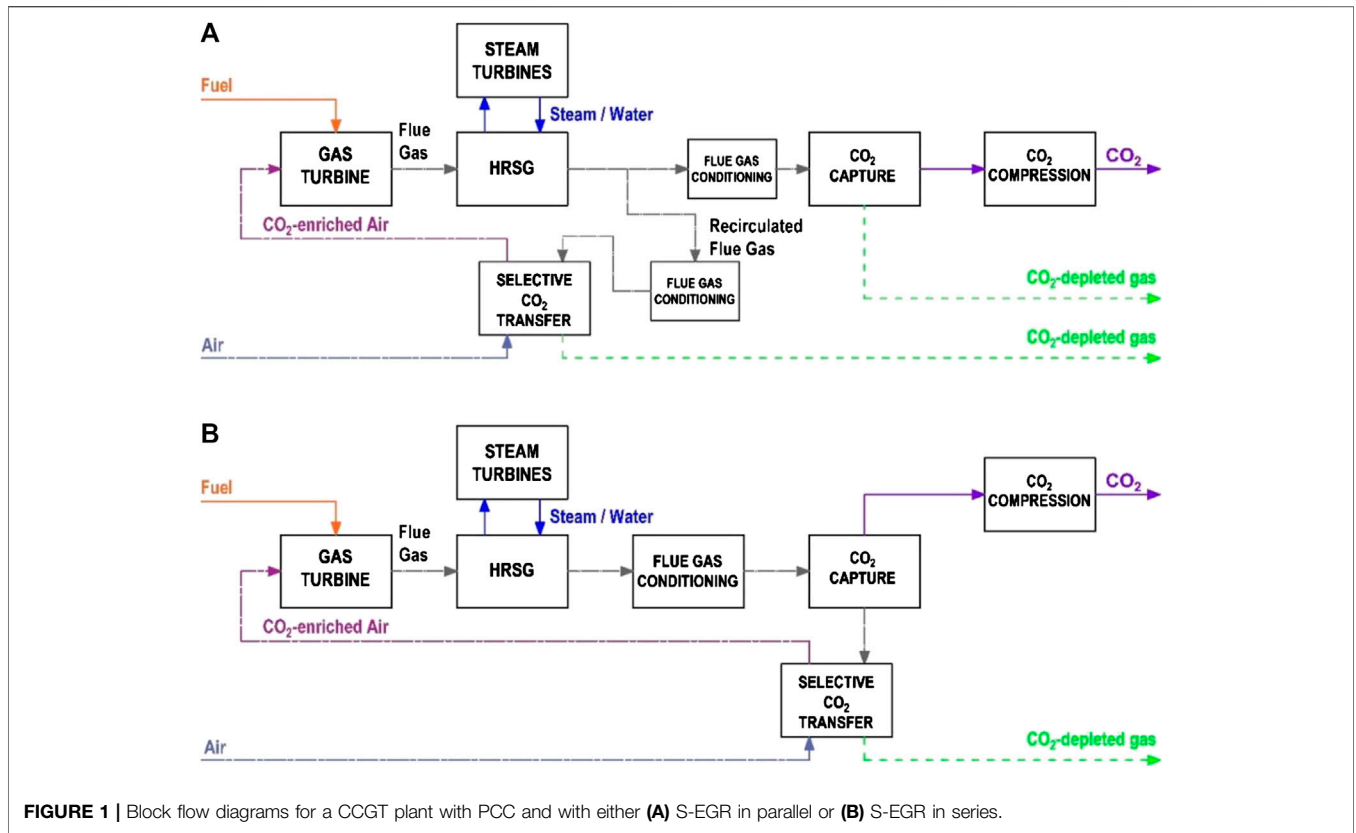 A
STEAM
TURBINES
Fuel
Steam / Water
Flue
Gas
GAS
TURBINE
HRSG
FLUE GAS
CONDITIONING
CO₂
CAPTURE
CO₂
COMPRESSION
CO₂
CO₂-enriched Air
Recirculated
Flue Gas
SELECTIVE
CO₂
TRANSFER
FLUE GAS
CONDITIONING
CO₂-depleted gas
Air
CO₂-depleted gas
B
STEAM
TURBINES
Fuel
Steam / Water
CO₂
COMPRESSION
CO₂
Flue
Gas
GAS
TURBINE
HRSG
FLUE GAS
CONDITIONING
CO₂
CAPTURE
CO₂-enriched Air
SELECTIVE
CO₂
TRANSFER
Air
CO₂-depleted gas
FIGURE 1 | Block flow diagrams for a CCGT plant with PCC and with either (A) S-EGR in parallel or (B) S-EGR in series.